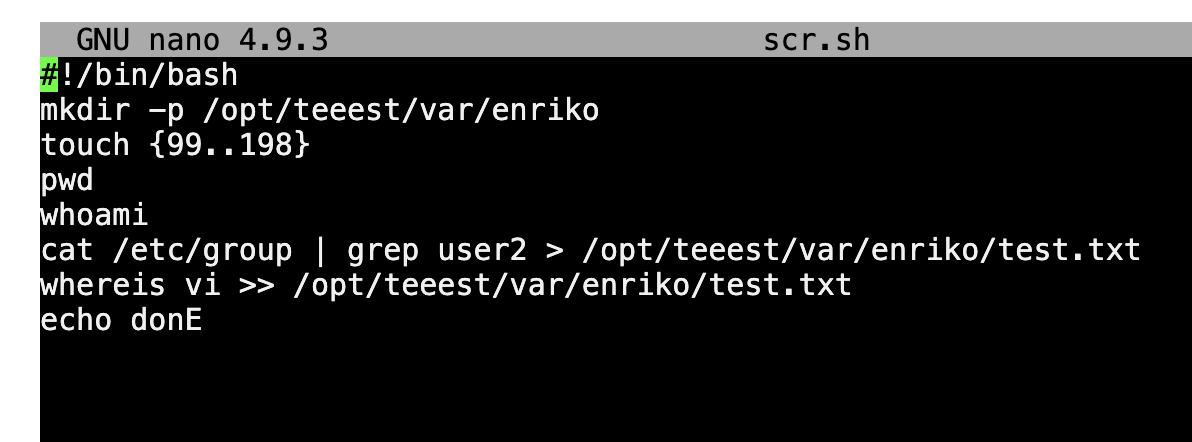 GNU nano 4.9.3 scr.sh
#!/bin/bash
mkdir -p /opt/teeest/var/enriko
touch {99..198}
pwd
whoami
cat /etc/group | grep user2 > /opt/teeest/var/enriko/test.txt
whereis vi >> /opt/teeest/var/enriko/test.txt
echo donE